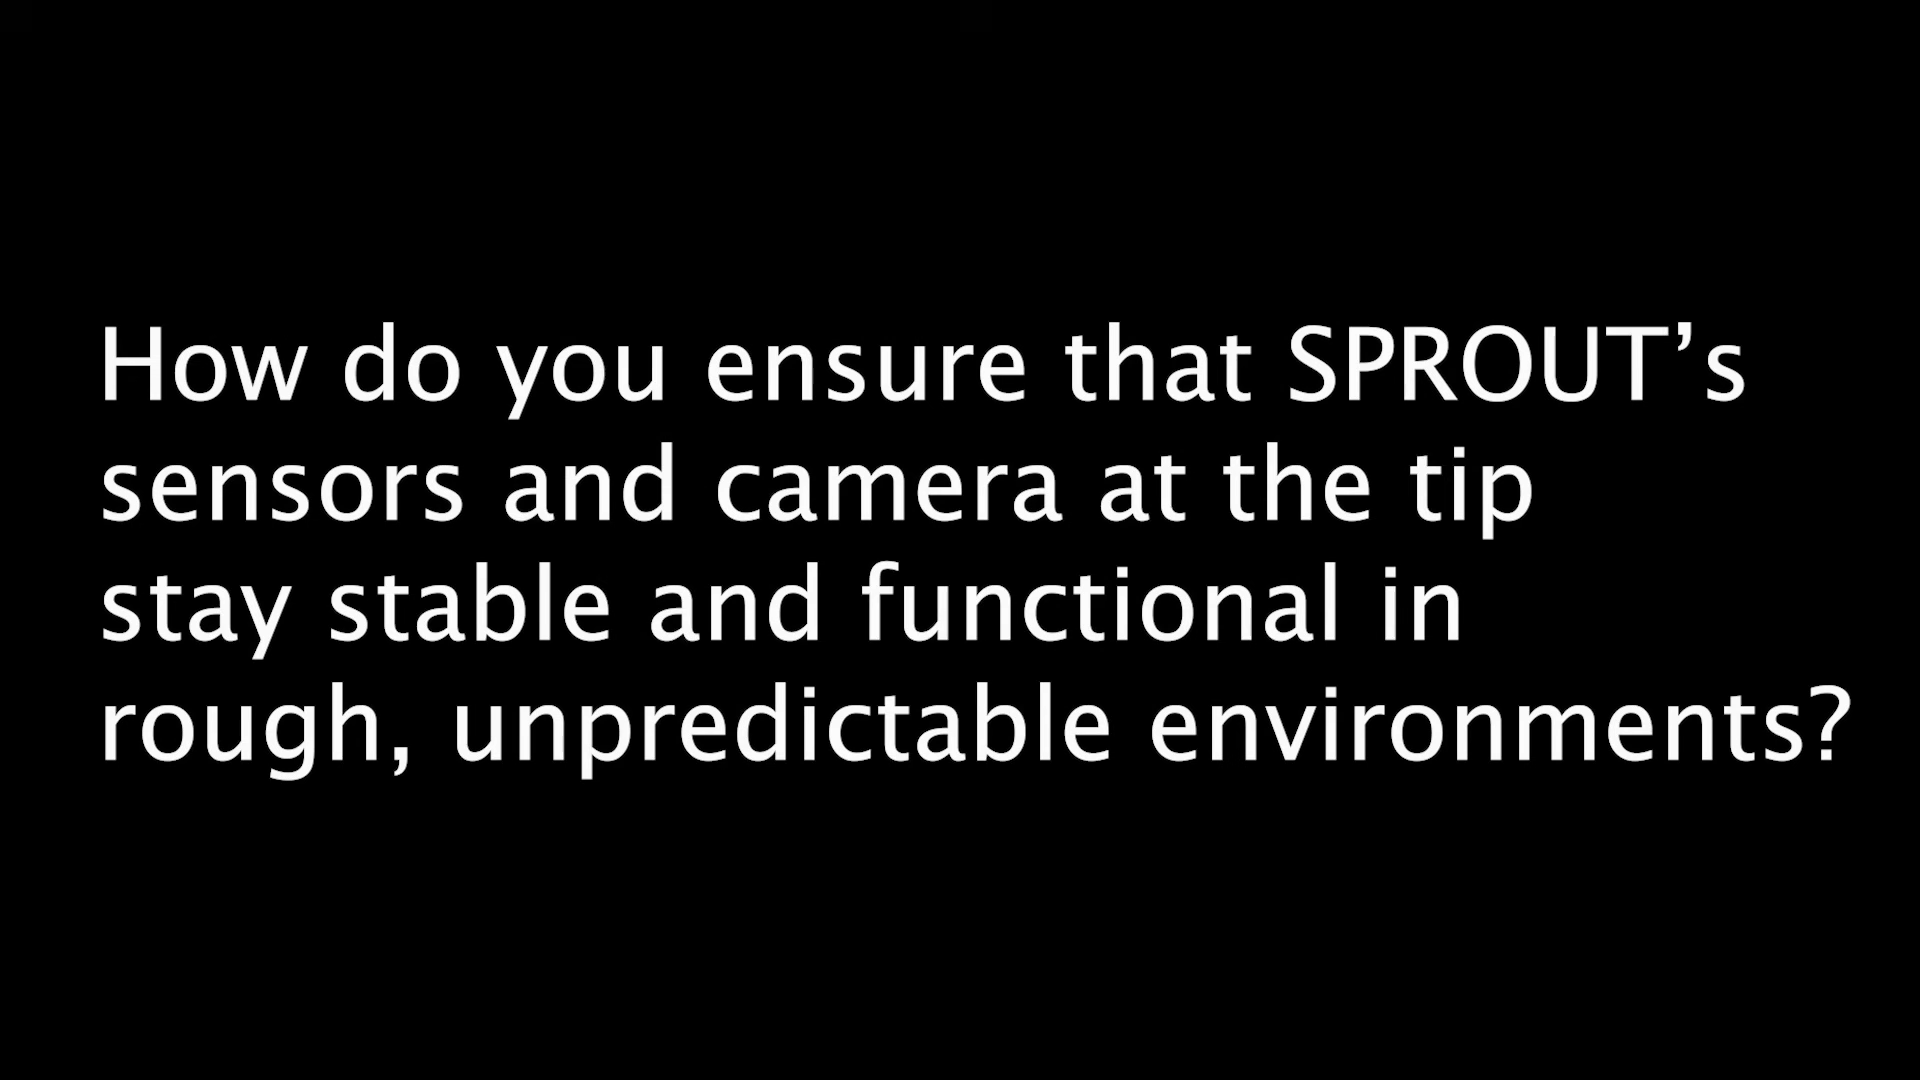 How do you ensure that SPROUT’s
sensors and camera at the tip
stay stable and functional in
rough, unpredictable environments?